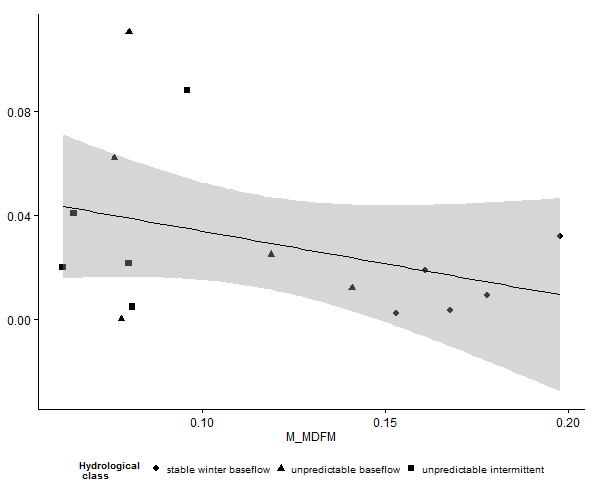 0.08
0.04
0.00
0.10 0.15 0.20
M_MDFM
Hydrological
class
stable winter baseflow unpredictable baseflow unpredictable intermittent